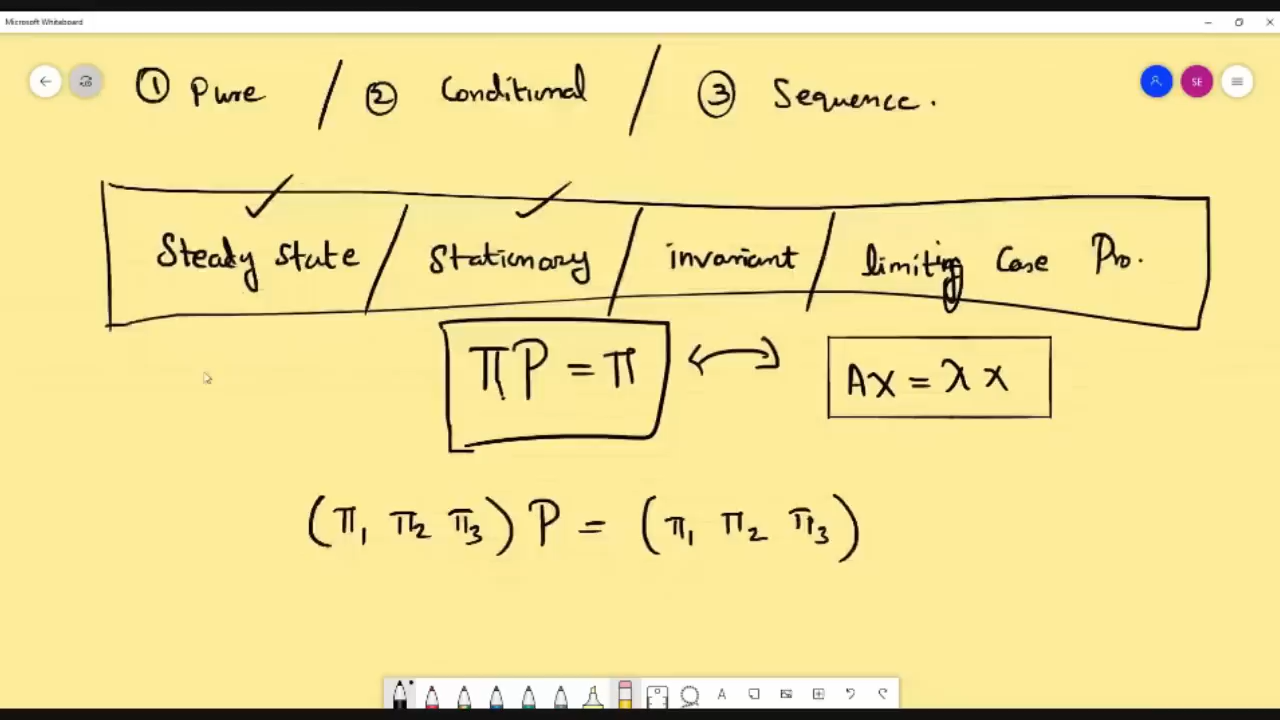 Microsoft Whiteboard
① Pure / ② Conditional / ③ Sequence.
SE
Steady state / Stationary / invariant / limiting Case Pro.
πP = π ↔ AX = λx
(π₁ π₂ π₃) P = (π₁ π₂ π₃)
A